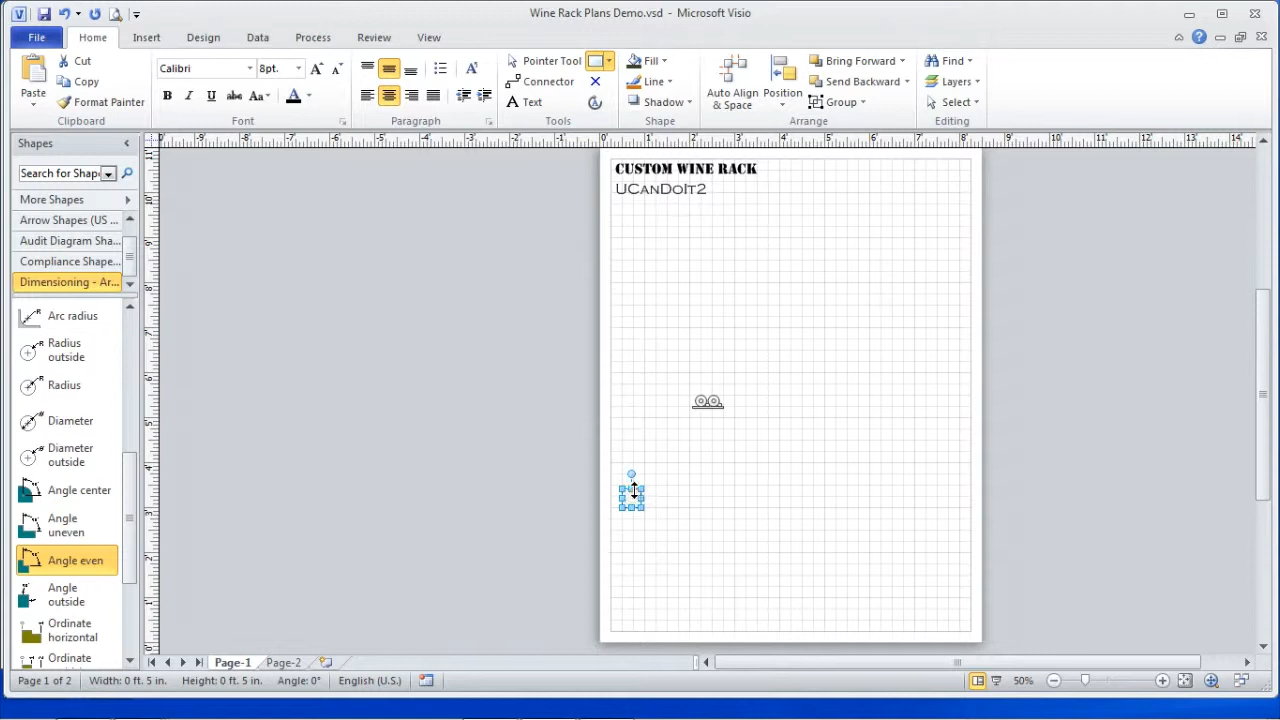 Wine Rack Plans Demo.vsd - Microsoft Visio
File Home Insert Design Data Process Review View
Paste
Cut
Copy
Format Painter
Clipboard
Calibri 8pt.
Font
Paragraph
Pointer Tool
Connector
Text
Tools
Fill
Line
Shadow
Shape
Auto Align
& Space
Position
Bring Forward
Send Backward
Group
Arrange
Find
Layers
Select
Editing
Shapes
Search for Shap
More Shapes
Arrow Shapes (US ...
Audit Diagram Sha...
Compliance Shape...
Dimensioning - Ar...
Arc radius
Radius
outside
Radius
Diameter
Diameter
outside
Angle center
Angle
uneven
Angle even
Angle
outside
Ordinate
horizontal
Ordinate
CUSTOM WINE RACK
UCanDoIt2
Page-1 Page-2
Page 1 of 2 Width: 0 ft. 5 in. Height: 0 ft. 5 in. Angle: 0° English (U.S.) 50%